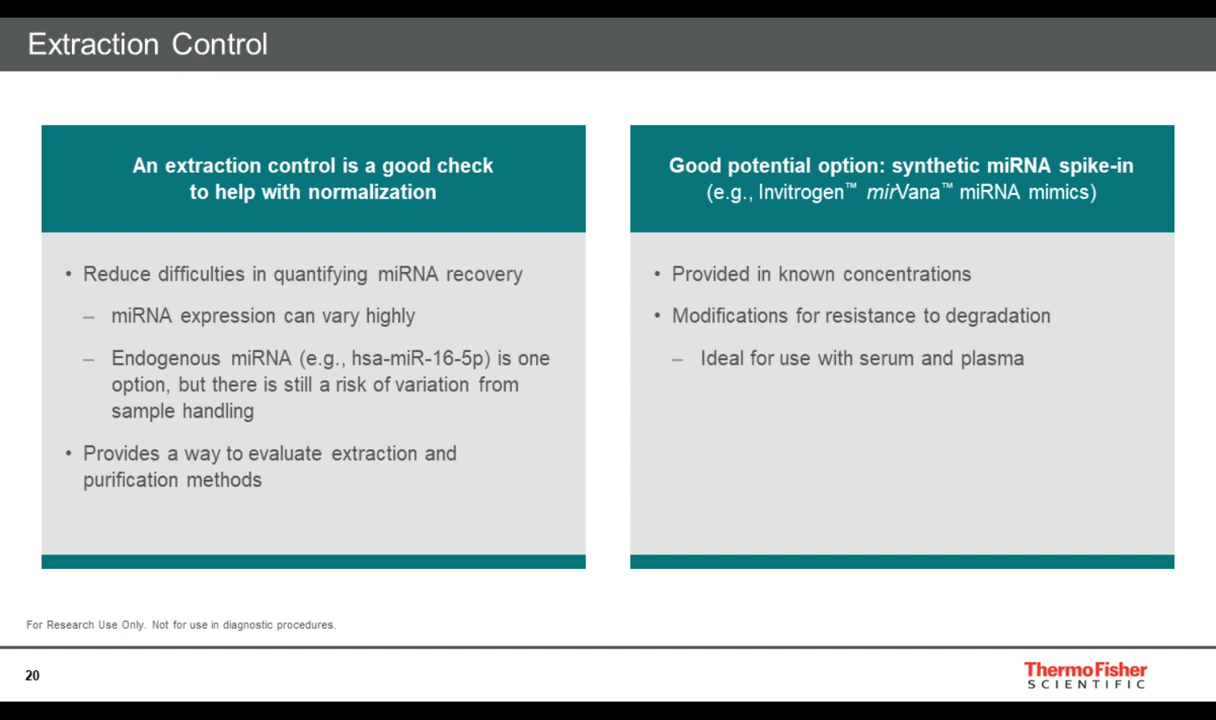 Extraction Control
An extraction control is a good check
to help with normalization
• Reduce difficulties in quantifying miRNA recovery
– miRNA expression can vary highly
– Endogenous miRNA (e.g., hsa-miR-16-5p) is one
option, but there is still a risk of variation from
sample handling
• Provides a way to evaluate extraction and
purification methods
Good potential option: synthetic miRNA spike-in
(e.g., Invitrogen™ mirVana™ miRNA mimics)
• Provided in known concentrations
• Modifications for resistance to degradation
– Ideal for use with serum and plasma
For Research Use Only. Not for use in diagnostic procedures.
20
ThermoFisher
SCIENTIFIC